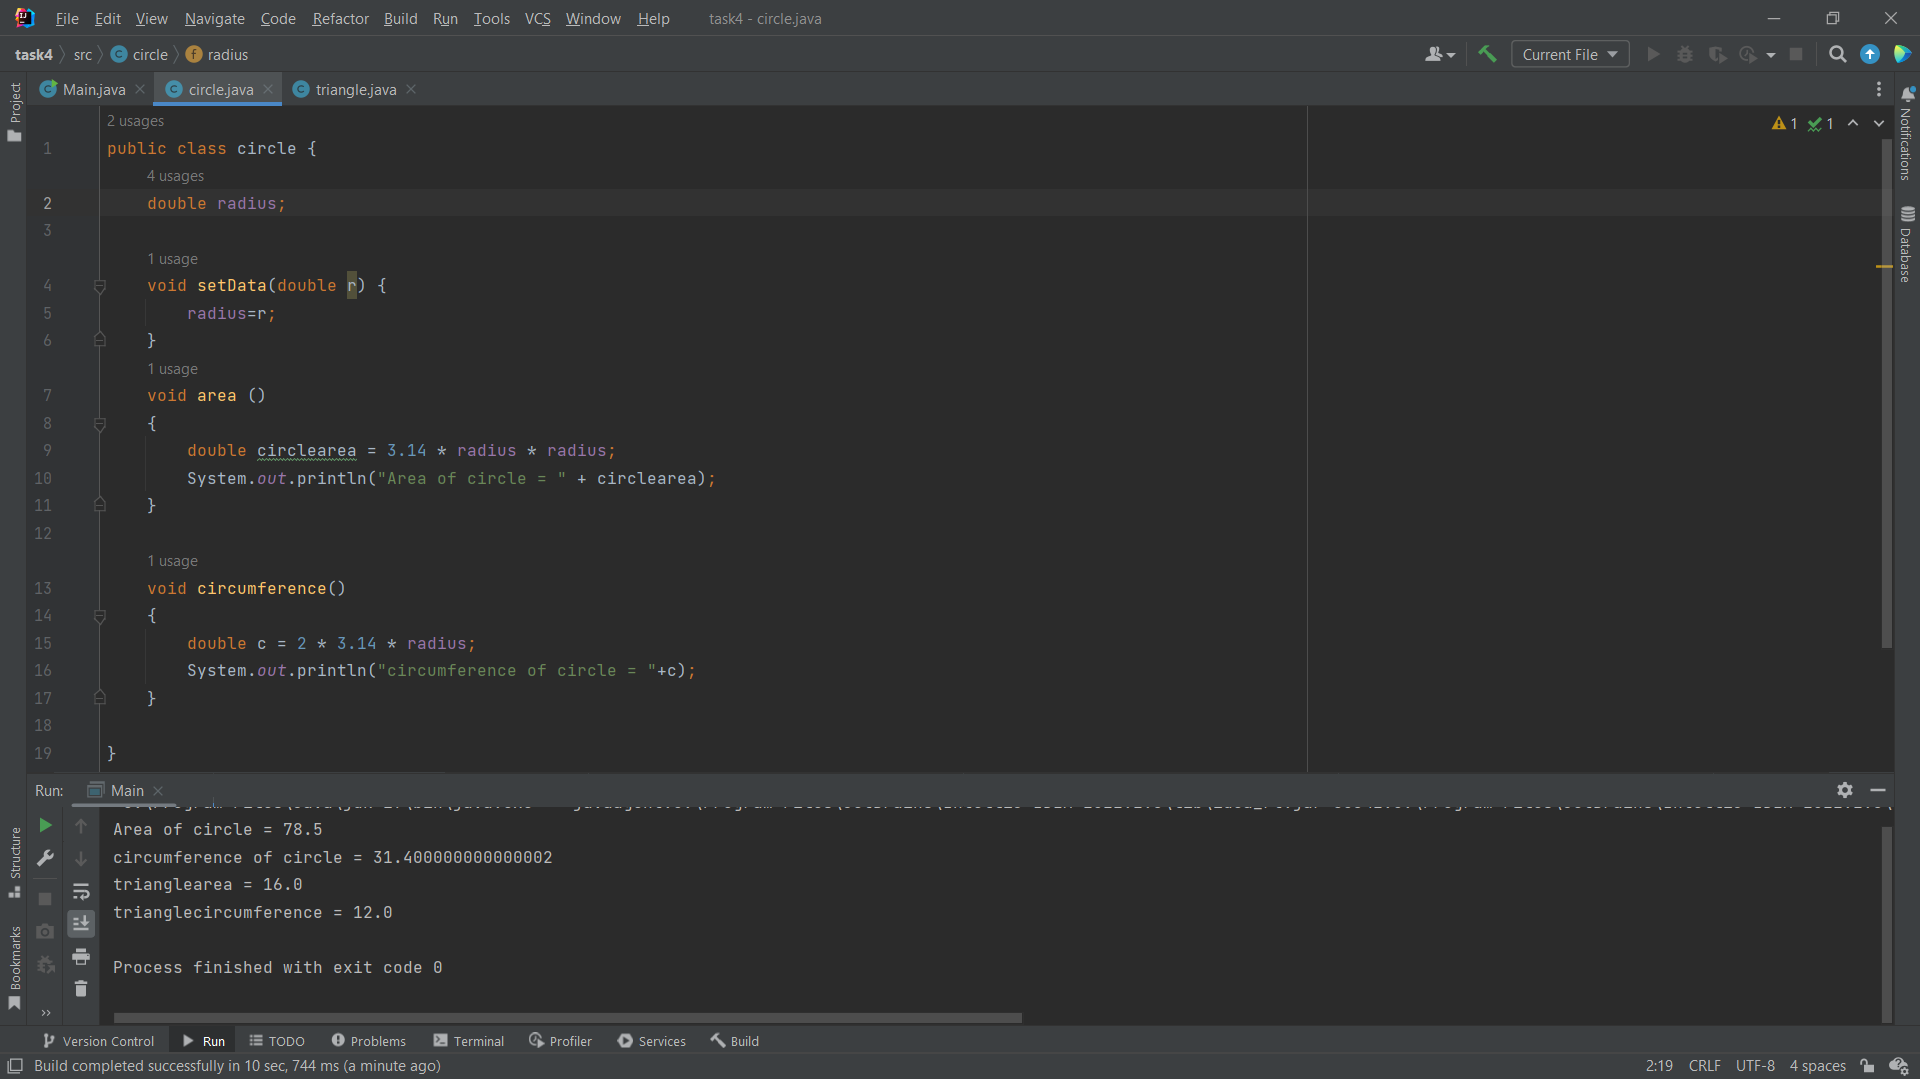 File Edit View Navigate Code Refactor Build Run Tools VCS Window Help task4 - circle.java
task4 src circle radius
Current File
Main.java circle.java triangle.java
2 usages
1 public class circle {
4 usages
2 double radius;
3
1 usage
4 void setData(double r) {
5 radius=r;
6 }
1 usage
7 void area ()
8 {
9 double circlearea = 3.14 * radius * radius;
10 System.out.println("Area of circle = " + circlearea);
11 }
12
1 usage
13 void circumference()
14 {
15 double c = 2 * 3.14 * radius;
16 System.out.println("circumference of circle = "+c);
17 }
18
19 }
1 1
Project
Structure
Bookmarks
Notifications
Database
Run: Main
Area of circle = 78.5
circumference of circle = 31.400000000000002
trianglearea = 16.0
trianglecircumference = 12.0
Process finished with exit code 0
Version Control Run TODO Problems Terminal Profiler Services Build
Build completed successfully in 10 sec, 744 ms (a minute ago) 2:19 CRLF UTF-8 4 spaces